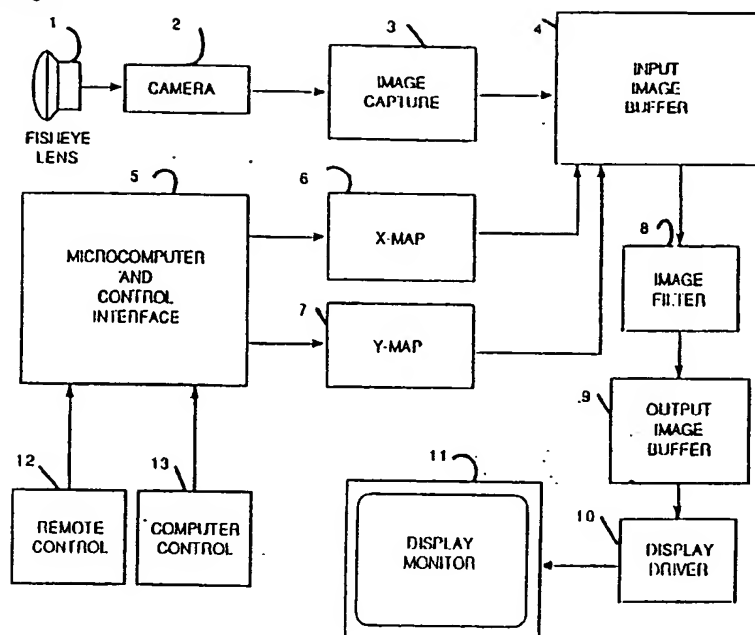 1
2
3
4
FISHEYE
LENS
CAMERA
IMAGE
CAPTURE
INPUT
IMAGE
BUFFER
5
6
7
8
MICROCOMPUTER
AND
CONTROL
INTERFACE
X-MAP
Y-MAP
IMAGE
FILTER
9
OUTPUT
IMAGE
BUFFER
12
13
11
10
REMOTE
CONTROL
COMPUTER
CONTROL
DISPLAY
MONITOR
DISPLAY
DRIVER